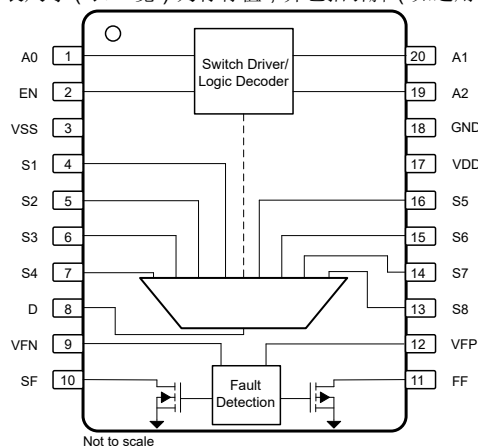 A0 1 Switch Driver/ 20 A1
Logic Decoder
EN 2 19 A2
VSS 3 18 GND
S1 4 17 VDD
S2 5 16 S5
S3 6 15 S6
S4 7 14 S7
D 8 13 S8
VFN 9 12 VFP
SF 10 Fault 11 FF
Detection
Not to scale